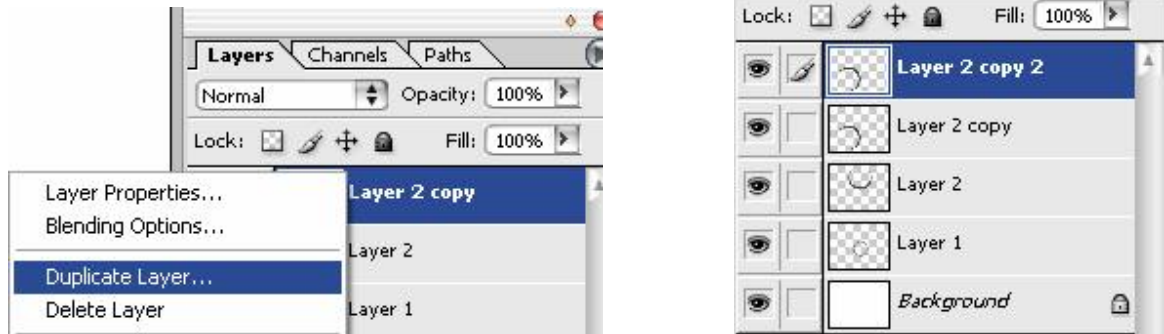 Layers Channels Paths
Normal Opacity: 100%
Lock: Fill: 100%
Layer 2 copy
Layer 2
Layer 1
Layer Properties...
Blending Options...
Duplicate Layer...
Delete Layer
Lock: Fill: 100%
Layer 2 copy 2
Layer 2 copy
Layer 2
Layer 1
Background